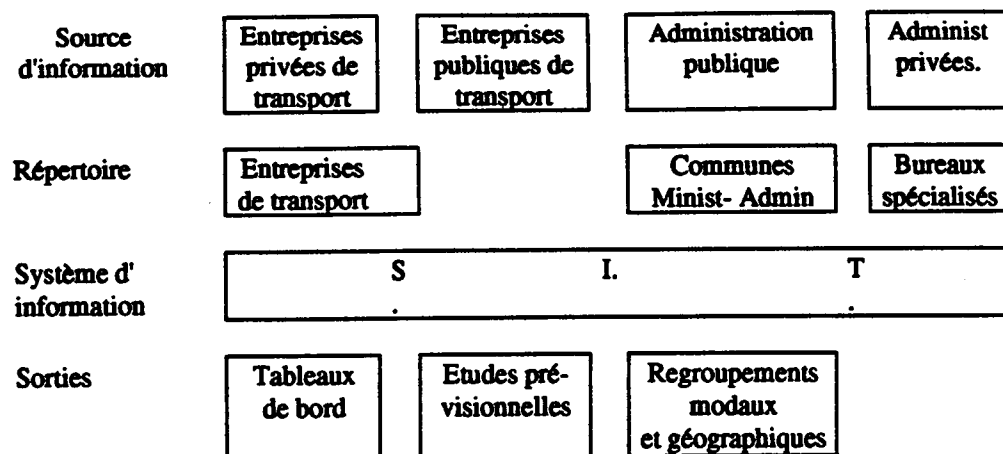 Source
d'information
Entreprises
privées de
transport
Entreprises
publiques de
transport
Administration
publique
Administ
privées.
Répertoire
Entreprises
de transport
Communes
Minist- Admin
Bureaux
spécialisés
Système d'
information
S I. T
Sorties
Tableaux
de bord
Etudes pré-
visionnelles
Regroupements
modaux
et géographiques